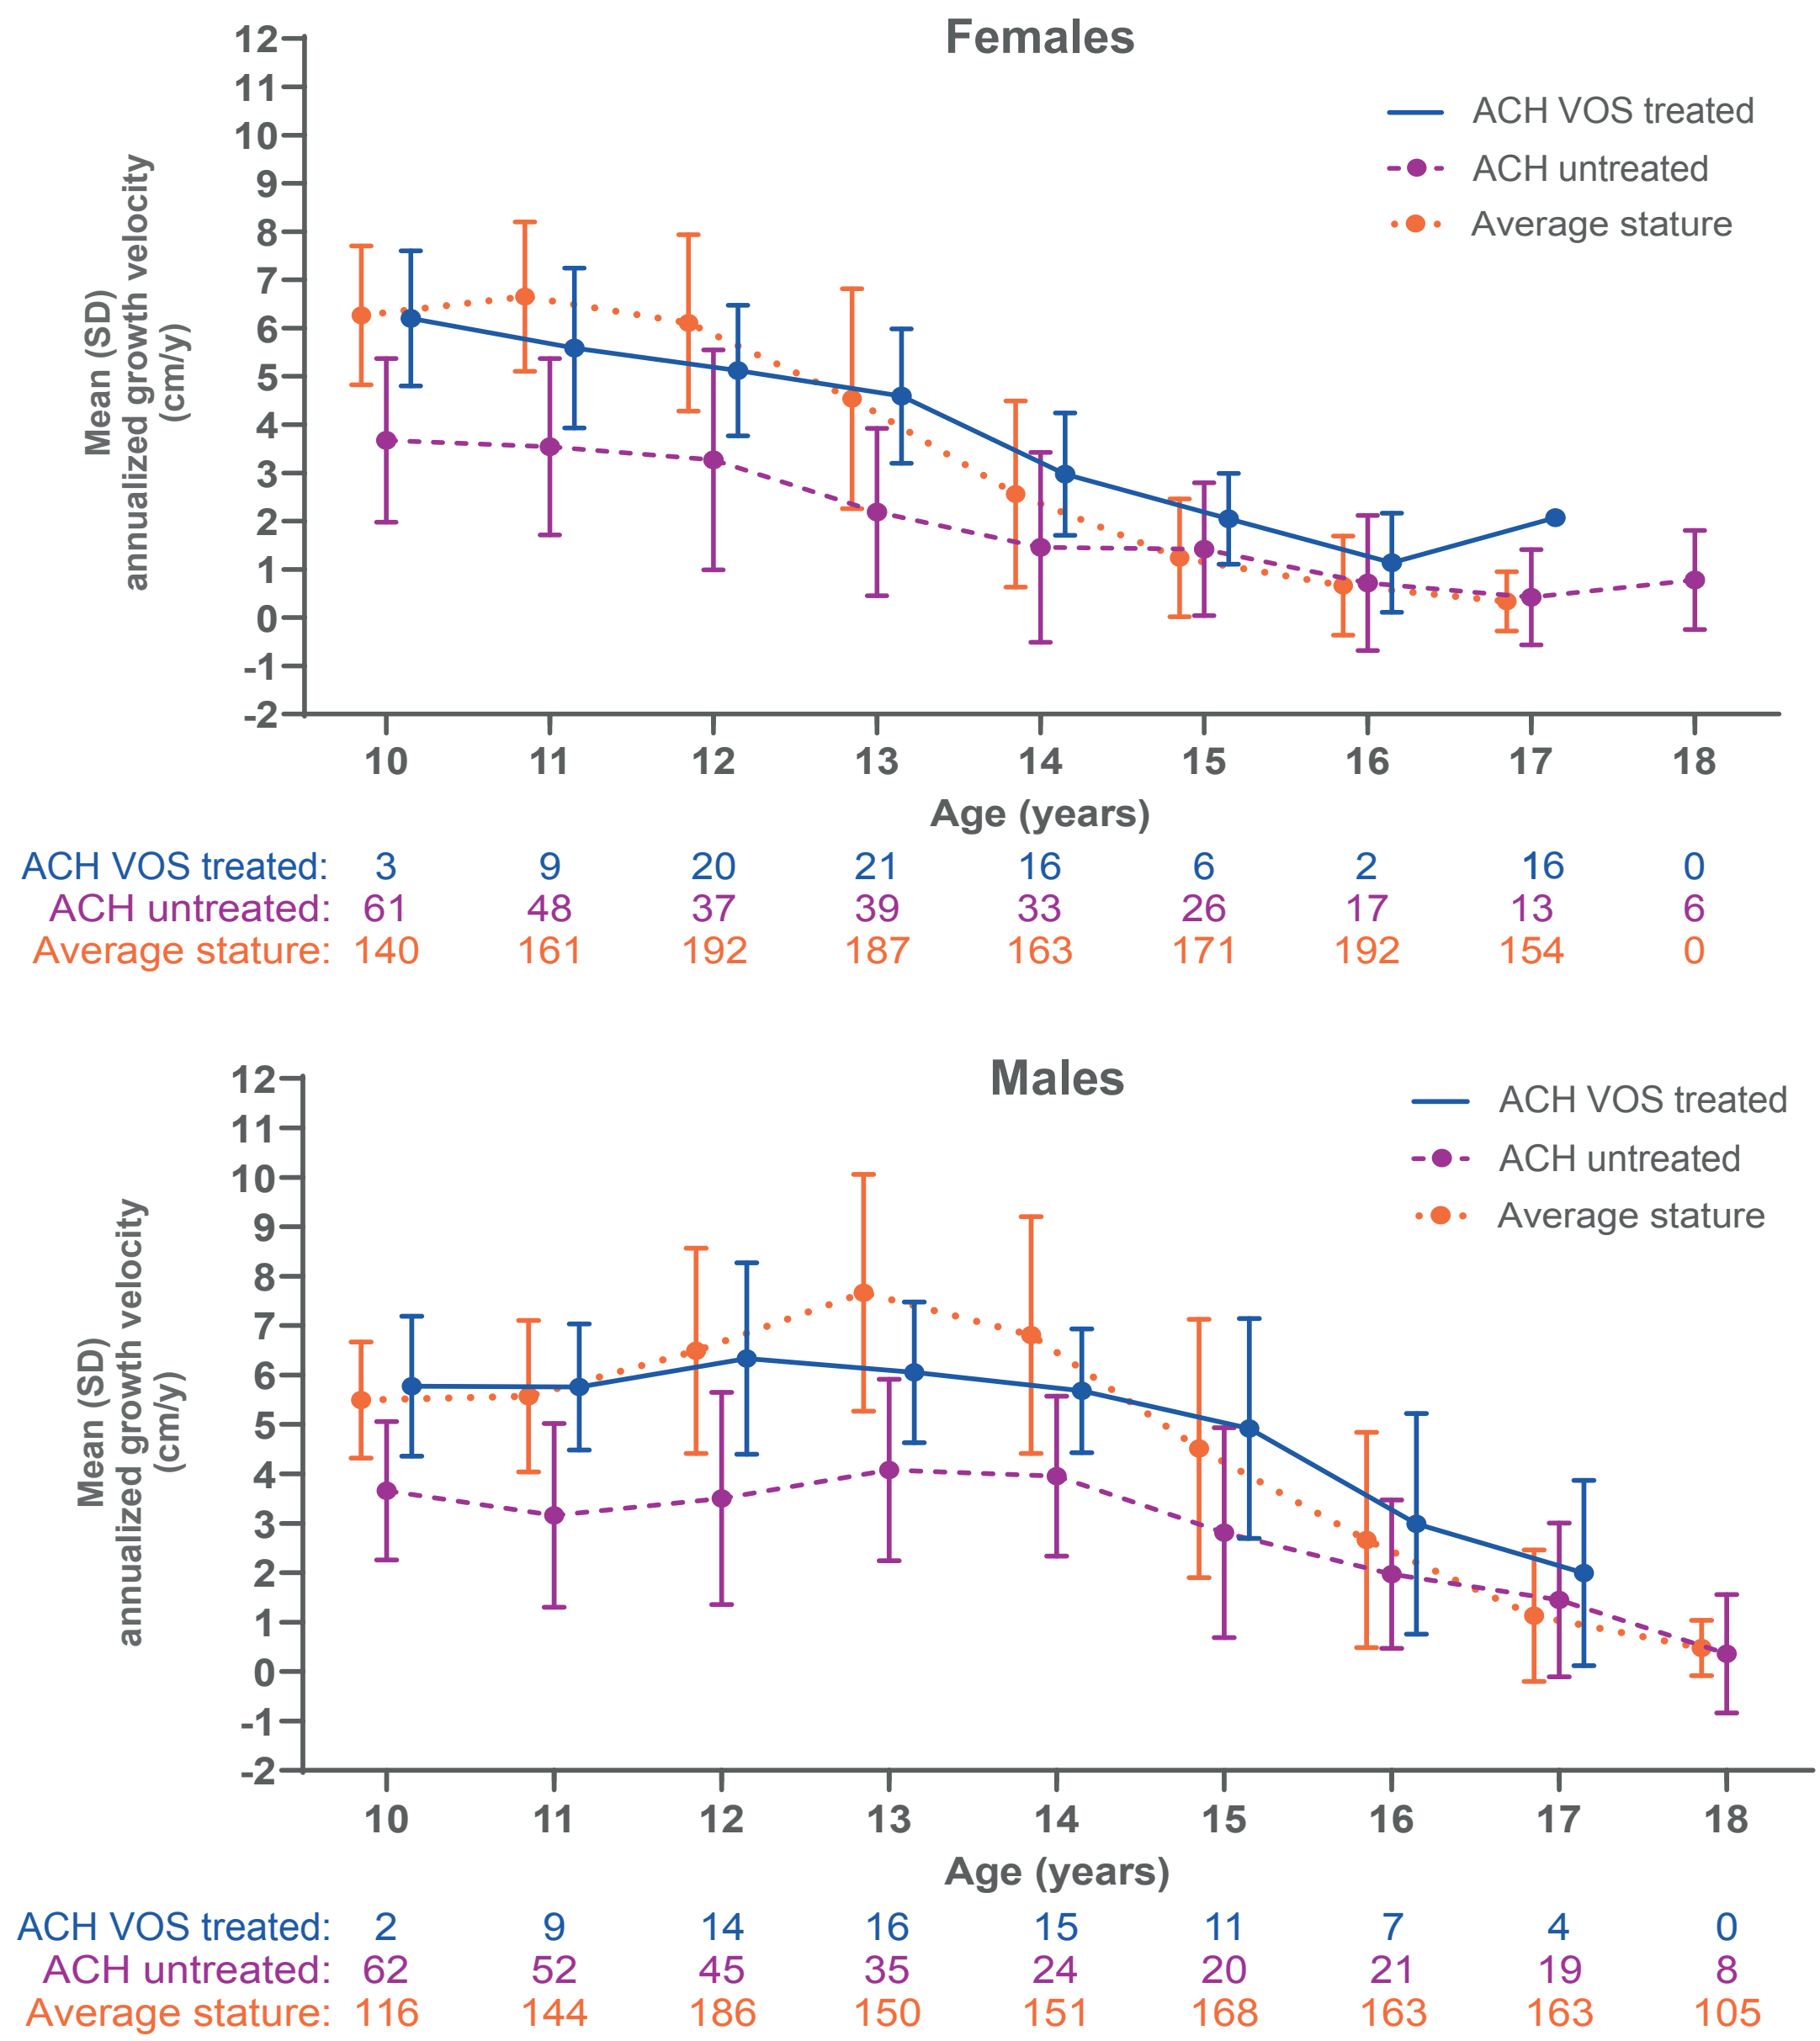 Females
12
11
10
9
8
7
6
5
4
3
2
1
0
-1
-2
Mean (SD)
annualized growth velocity
(cm/y)
ACH VOS treated
ACH untreated
Average stature
10 11 12 13 14 15 16 17 18
Age (years)
ACH VOS treated: 3 9 20 21 16 6 2 16 0
ACH untreated: 61 48 37 39 33 26 17 13 6
Average stature: 140 161 192 187 163 171 192 154 0
Males
12
11
10
9
8
7
6
5
4
3
2
1
0
-1
-2
Mean (SD)
annualized growth velocity
(cm/y)
ACH VOS treated
ACH untreated
Average stature
10 11 12 13 14 15 16 17 18
Age (years)
ACH VOS treated: 2 9 14 16 15 11 7 4 0
ACH untreated: 62 52 45 35 24 20 21 19 8
Average stature: 116 144 186 150 151 168 163 163 105